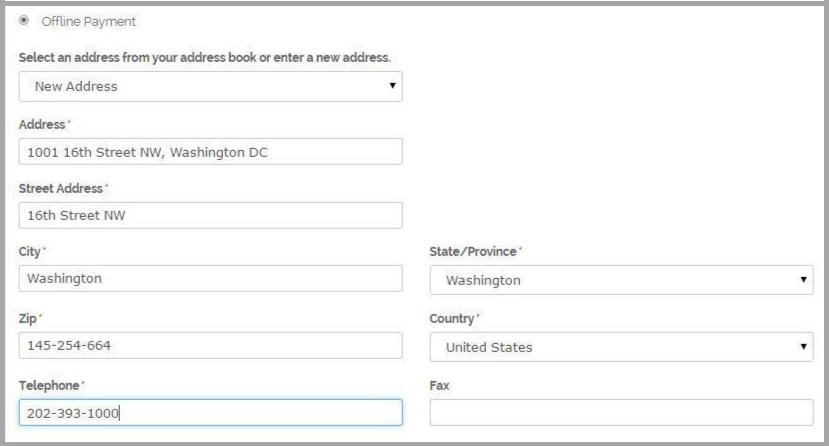 Offline Payment
Select an address from your address book or enter a new address.
New Address
Address*
1001 16th Street NW, Washington DC
Street Address*
16th Street NW
City*
State/Province*
Washington
Washington
Zip*
Country*
145-254-664
United States
Telephone*
Fax
202-393-1000